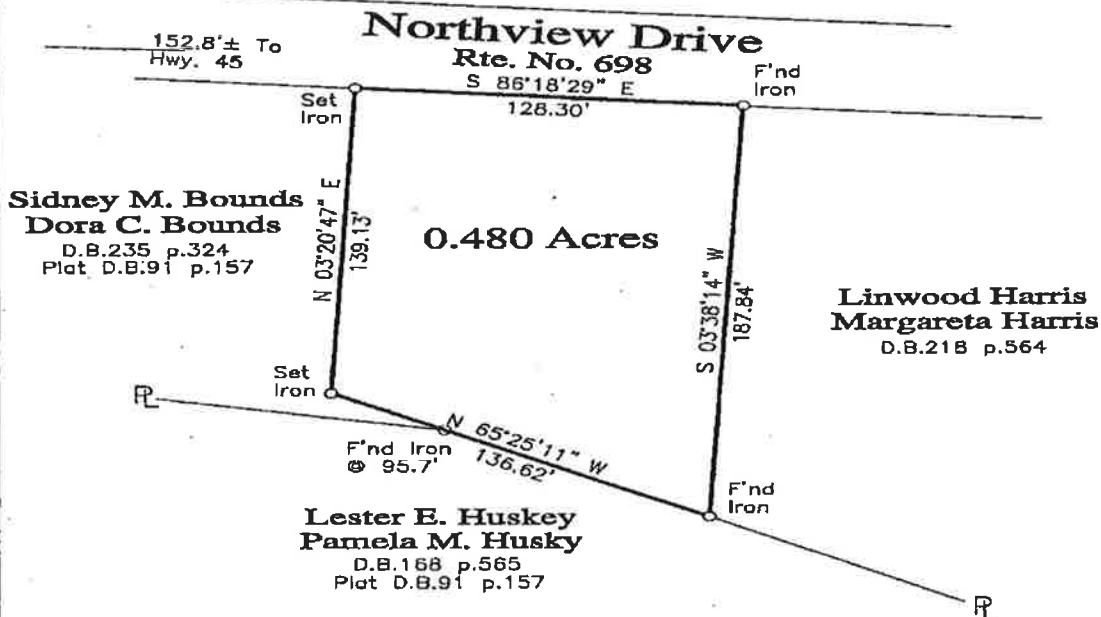 Northview Drive
152.8'± To
Hwy. 45
Rte. No. 698
S 86°18'29" E
128.30'
F'nd
Iron
Set
Iron
Sidney M. Bounds
Dora C. Bounds
D.B.235 p.324
Plat D.B.91 p.157
N 03°20'47" E
139.13'
0.480 Acres
S 03°38'14" W
187.84'
Linwood Harris
Margareta Harris
D.B.218 p.564
Set
Iron
PL
N 65°25'11" W
136.62'
F'nd Iron
@ 95.7'
F'nd
Iron
Lester E. Huskey
Pamela M. Husky
D.B.168 p.565
Plat D.B.91 p.157
PL